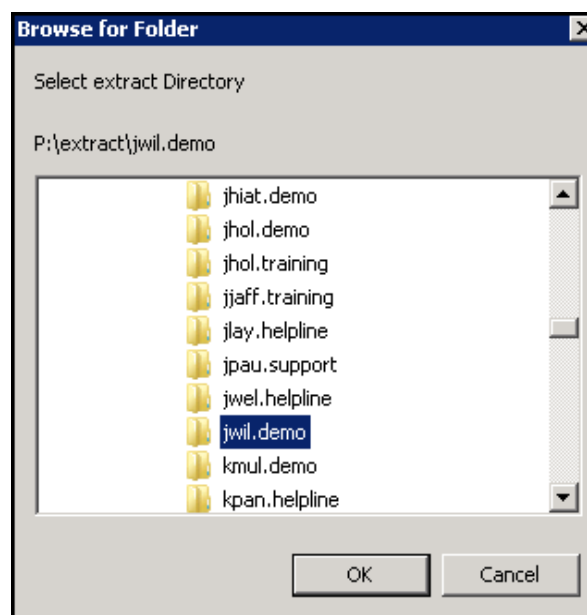 Browse for Folder
Select extract Directory
P:\extract\jwil.demo
jhiat.demo
jhol.demo
jhol.training
jjaff.training
jlay.helpline
jpau.support
jwel.helpline
jwil.demo
kmul.demo
kpan.helpline
OK Cancel